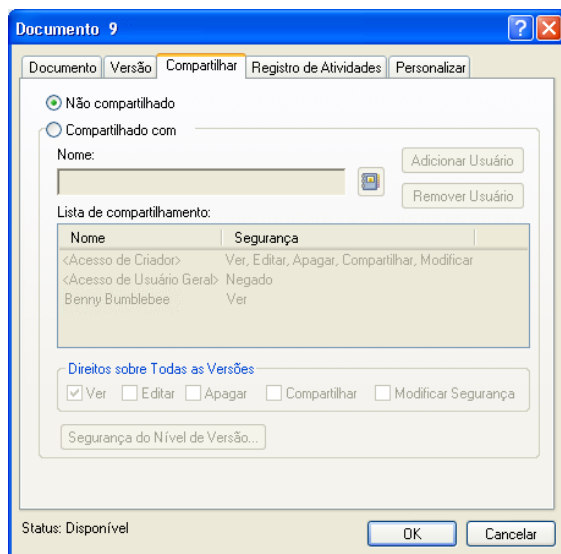 Documento 9
Documento Versão Compartilhar Registro de Atividades Personalizar
Não compartilhado
Compartilhado com
Nome:
Adicionar Usuário
Remover Usuário
Lista de compartilhamento:
Nome Segurança
<Acesso de Criador> Ver, Editar, Apagar, Compartilhar, Modificar
<Acesso de Usuário Geral> Negado
Benny Bumblebee Ver
Direitos sobre Todas as Versões
Ver Editar Apagar Compartilhar Modificar Segurança
Segurança do Nível de Versão...
Status: Disponível
OK Cancelar